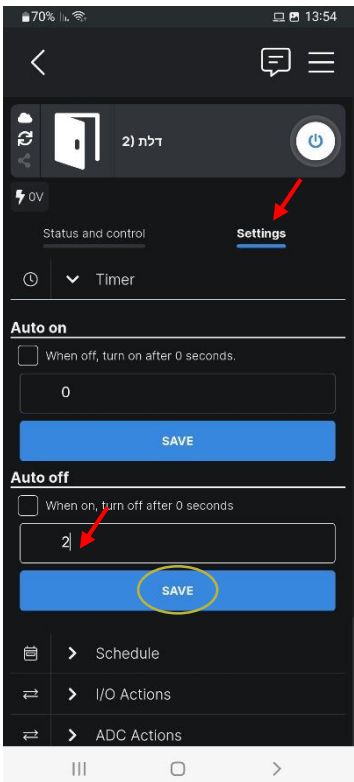 70% 13:54
דלת (2
0V
Status and control Settings
Timer
Auto on
When off, turn on after 0 seconds.
0
SAVE
Auto off
When on, turn off after 0 seconds
2
SAVE
Schedule
I/O Actions
ADC Actions